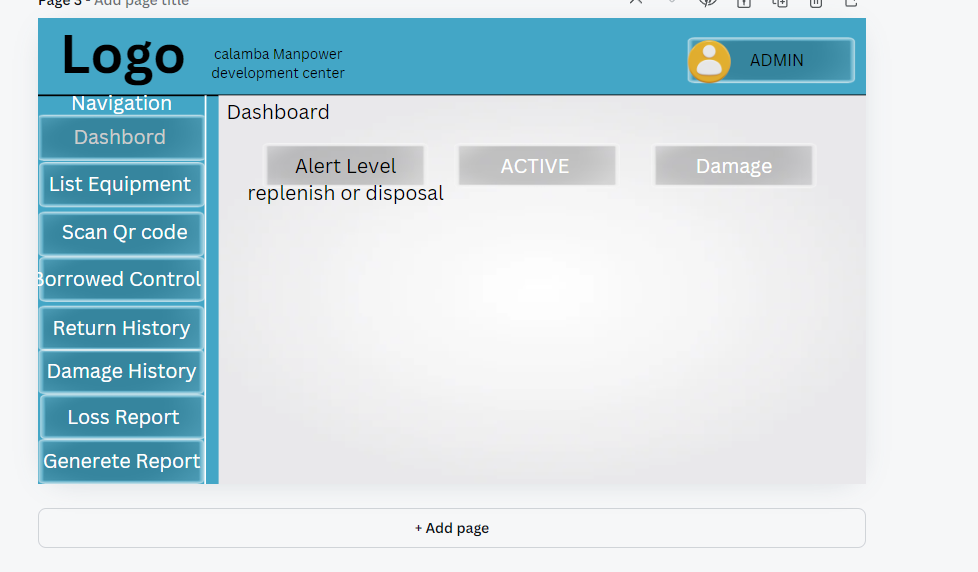 Page 3 - Add page title
Logo
calamba Manpower
development center
ADMIN
Navigation
Dashbord
List Equipment
Scan Qr code
Borrowed Control
Return History
Damage History
Loss Report
Generete Report
Dashboard
Alert Level
replenish or disposal
ACTIVE
Damage
+ Add page